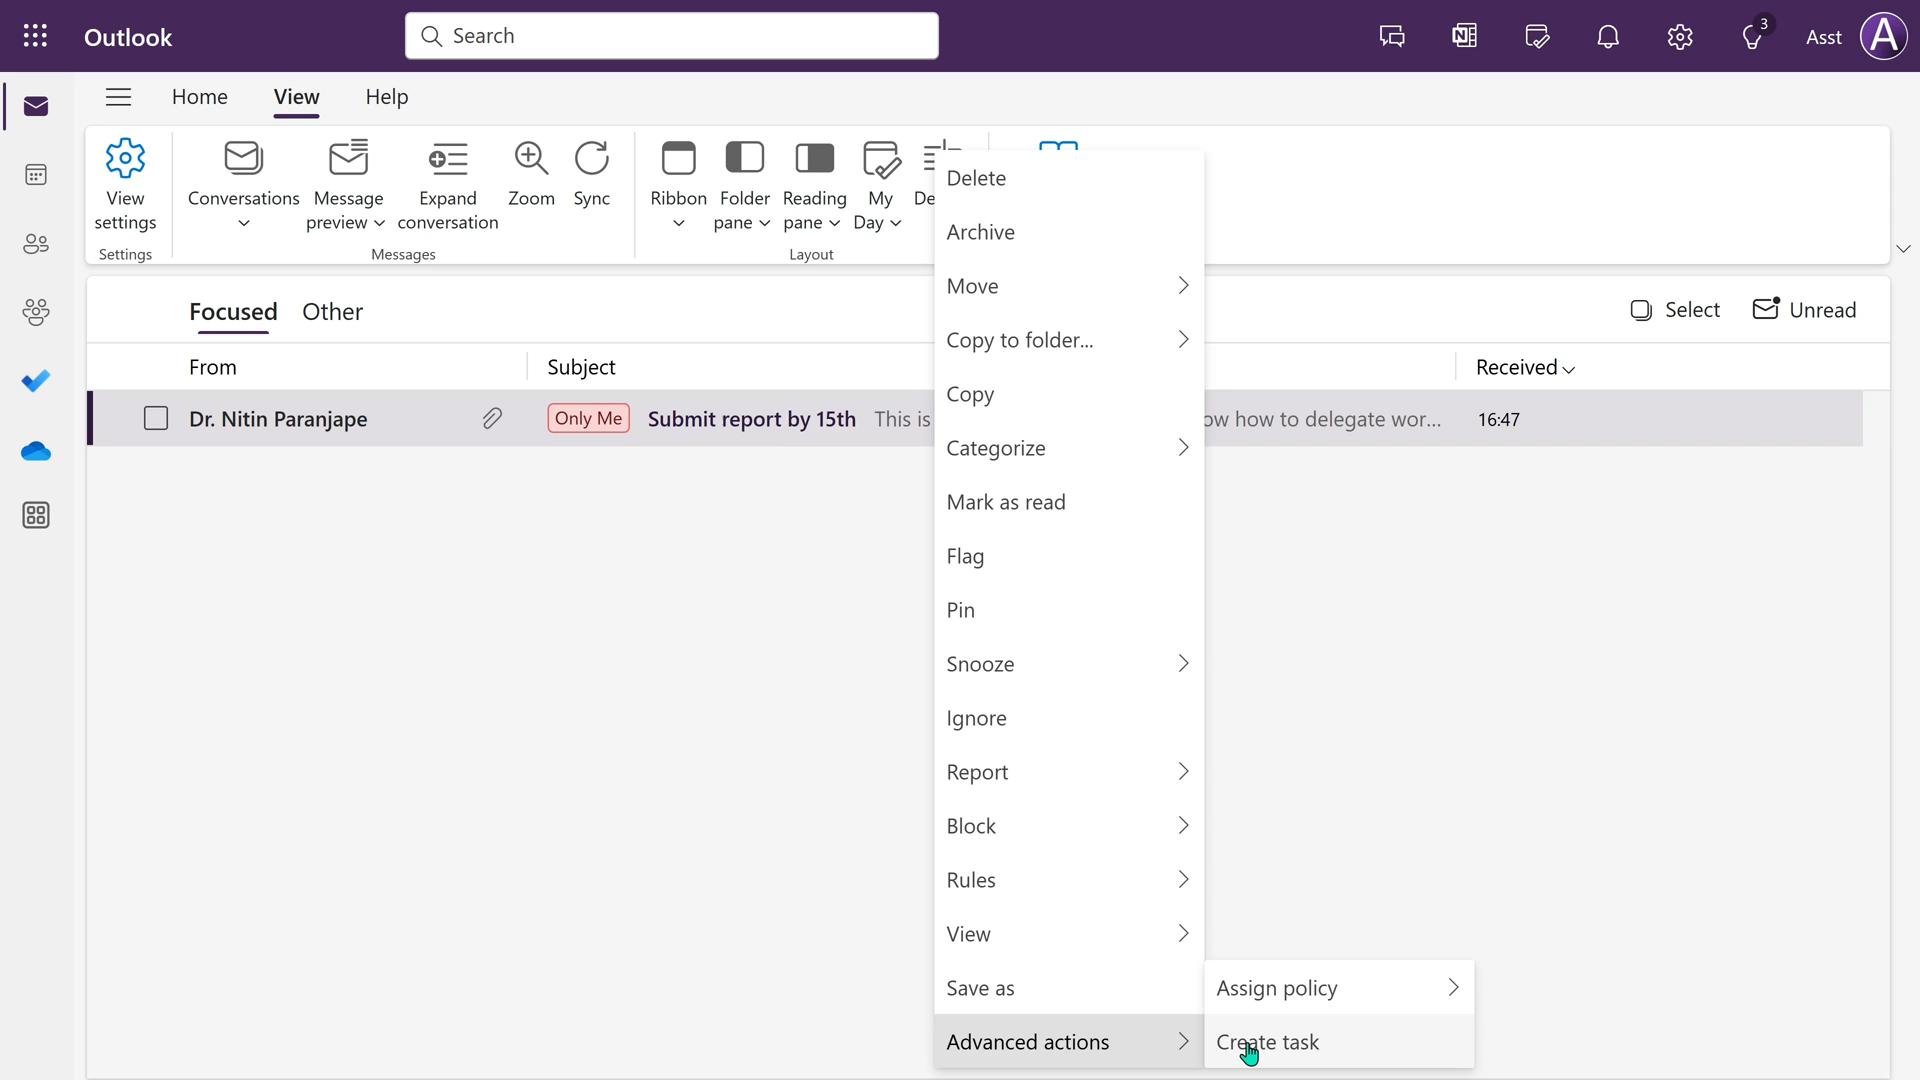 Outlook
Search
3
Asst
A
Home
View
Help
View settings
Conversations
Message preview
Expand conversation
Zoom
Sync
Ribbon
Folder pane
Reading pane
My Day
De
Settings
Messages
Layout
Focused
Other
Select
Unread
From
Subject
Received
Dr. Nitin Paranjape
Only Me
Submit report by 15th
This is
ow how to delegate wor...
16:47
Delete
Archive
Move
Copy to folder...
Copy
Categorize
Mark as read
Flag
Pin
Snooze
Ignore
Report
Block
Rules
View
Save as
Advanced actions
Assign policy
Create task